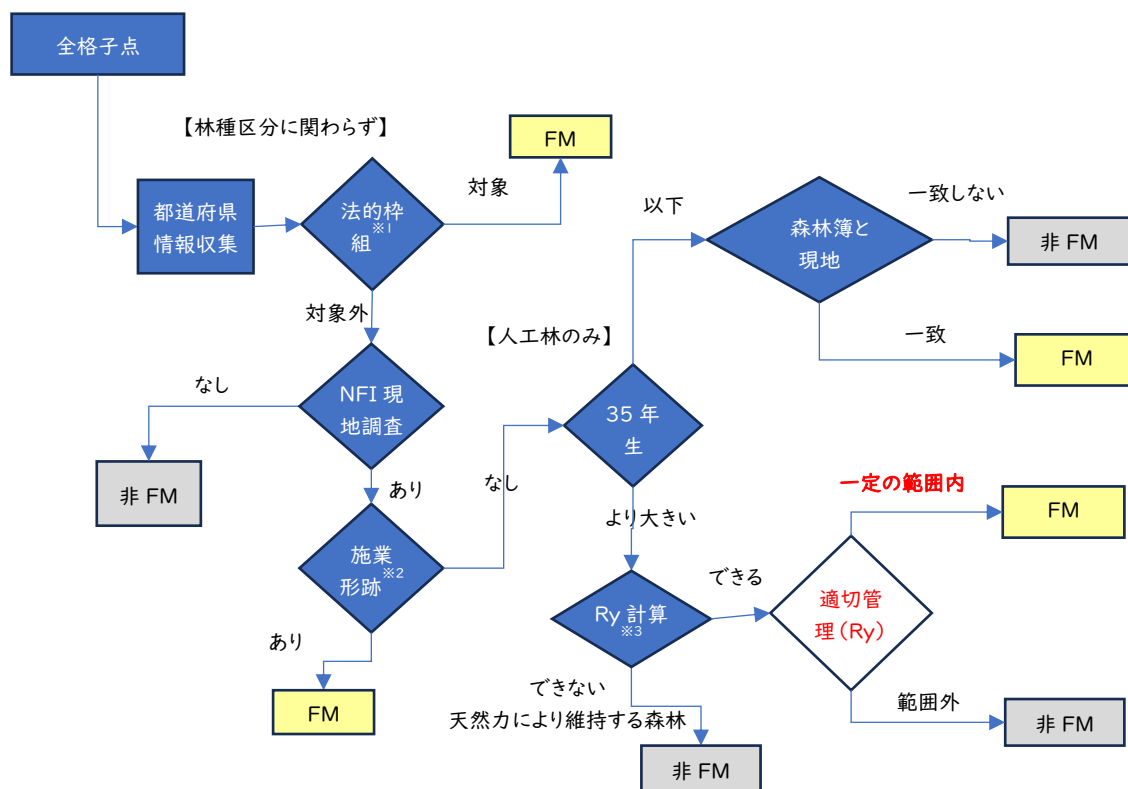 全格子点
【林種区分に関わらず】
FM
対象
都道府県
情報収集
法的枠
組※1
以下
森林簿と
現地
一致しない
非 FM
対象外
【人工林のみ】
一致
FM
なし
NFI 現
地調査
35 年
生
非 FM
あり
なし
より大きい
一定の範囲内
FM
施業
形跡※2
できる
適切管
理(Ry)
Ry 計算
※3
あり
できない
天然力により維持する森林
範囲外
FM
非 FM
非 FM